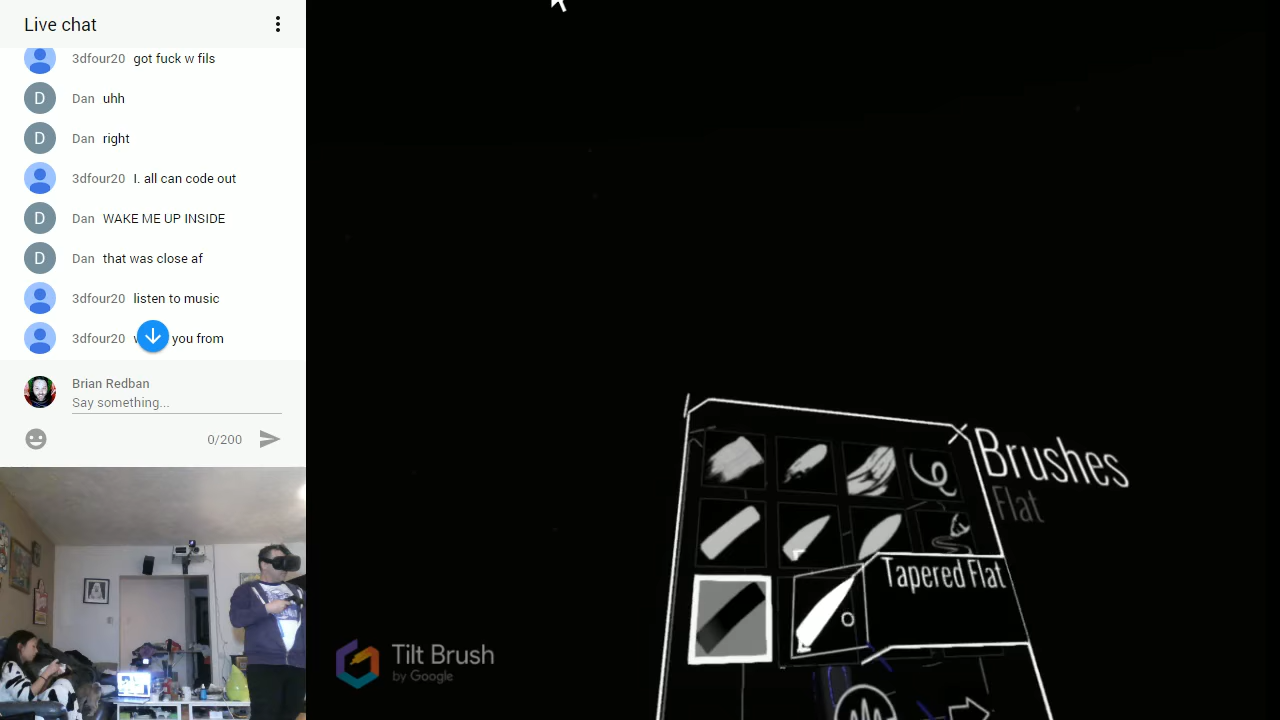 Live chat
3dfour20 got fuck w fils
Dan uhh
Dan right
3dfour20 I. all can code out
Dan WAKE ME UP INSIDE
Dan that was close af
3dfour20 listen to music
3dfour20 you from
Brian Redban
Say something...
0/200
Brushes
Flat
Tapered Flat
Tilt Brush
by Google